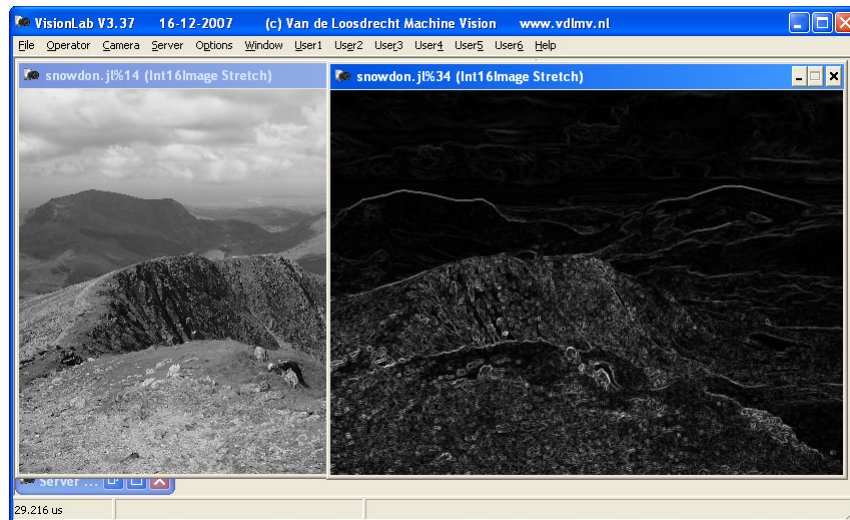 VisionLab V3.37 16-12-2007 (c) Van de Loosdrecht Machine Vision www.vdlmv.nl
File Operator Camera Server Options Window User1 User2 User3 User4 User5 User6 Help
snowdon.jl%14 (Int16Image Stretch)
snowdon.jl%34 (Int16Image Stretch)
Server ...
29.216 us